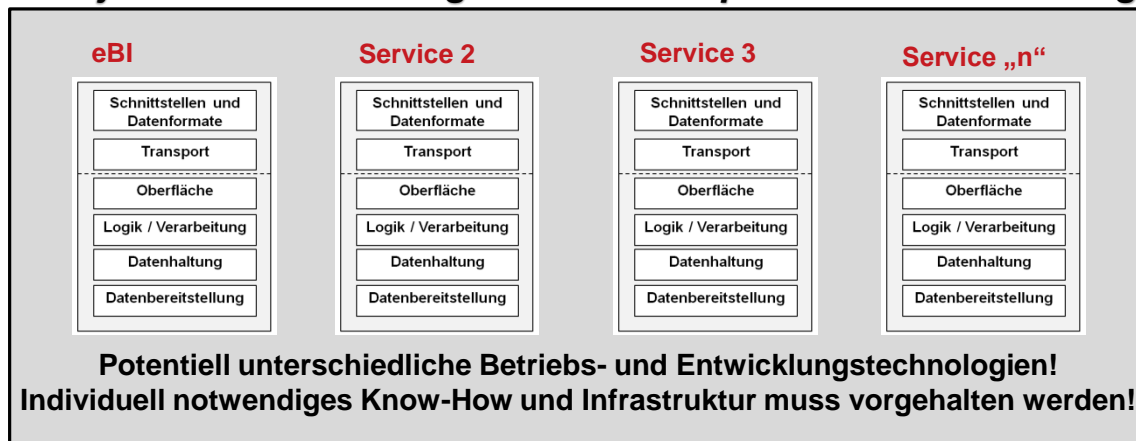 eBI
Schnittstellen und
Datenformate
Transport
Oberfläche
Logik / Verarbeitung
Datenhaltung
Datenbereitstellung
Service 2
Schnittstellen und
Datenformate
Transport
Oberfläche
Logik / Verarbeitung
Datenhaltung
Datenbereitstellung
Service 3
Schnittstellen und
Datenformate
Transport
Oberfläche
Logik / Verarbeitung
Datenhaltung
Datenbereitstellung
Service „n“
Schnittstellen und
Datenformate
Transport
Oberfläche
Logik / Verarbeitung
Datenhaltung
Datenbereitstellung
Potentiell unterschiedliche Betriebs- und Entwicklungstechnologien!
Individuell notwendiges Know-How und Infrastruktur muss vorgehalten werden!